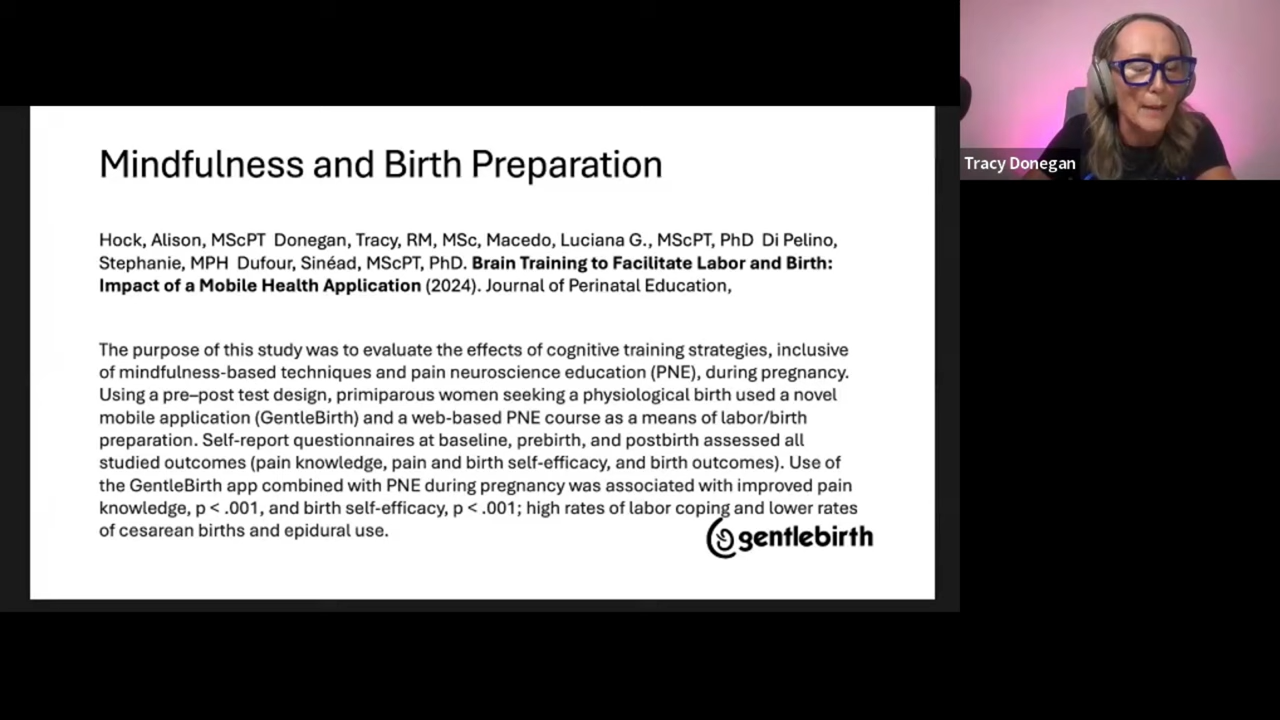 Mindfulness and Birth Preparation
Hock, Alison, MScPT Donegan, Tracy, RM, MSc, Macedo, Luciana G., MScPT, PhD Di Pelino,
Stephanie, MPH Dufour, Sinéad, MScPT, PhD. Brain Training to Facilitate Labor and Birth:
Impact of a Mobile Health Application (2024). Journal of Perinatal Education,
The purpose of this study was to evaluate the effects of cognitive training strategies, inclusive
of mindfulness-based techniques and pain neuroscience education (PNE), during pregnancy.
Using a pre–post test design, primiparous women seeking a physiological birth used a novel
mobile application (GentleBirth) and a web-based PNE course as a means of labor/birth
preparation. Self-report questionnaires at baseline, prebirth, and postbirth assessed all
studied outcomes (pain knowledge, pain and birth self-efficacy, and birth outcomes). Use of
the GentleBirth app combined with PNE during pregnancy was associated with improved pain
knowledge, p < .001, and birth self-efficacy, p < .001; high rates of labor coping and lower rates
of cesarean births and epidural use.
gentlebirth
Tracy Donegan